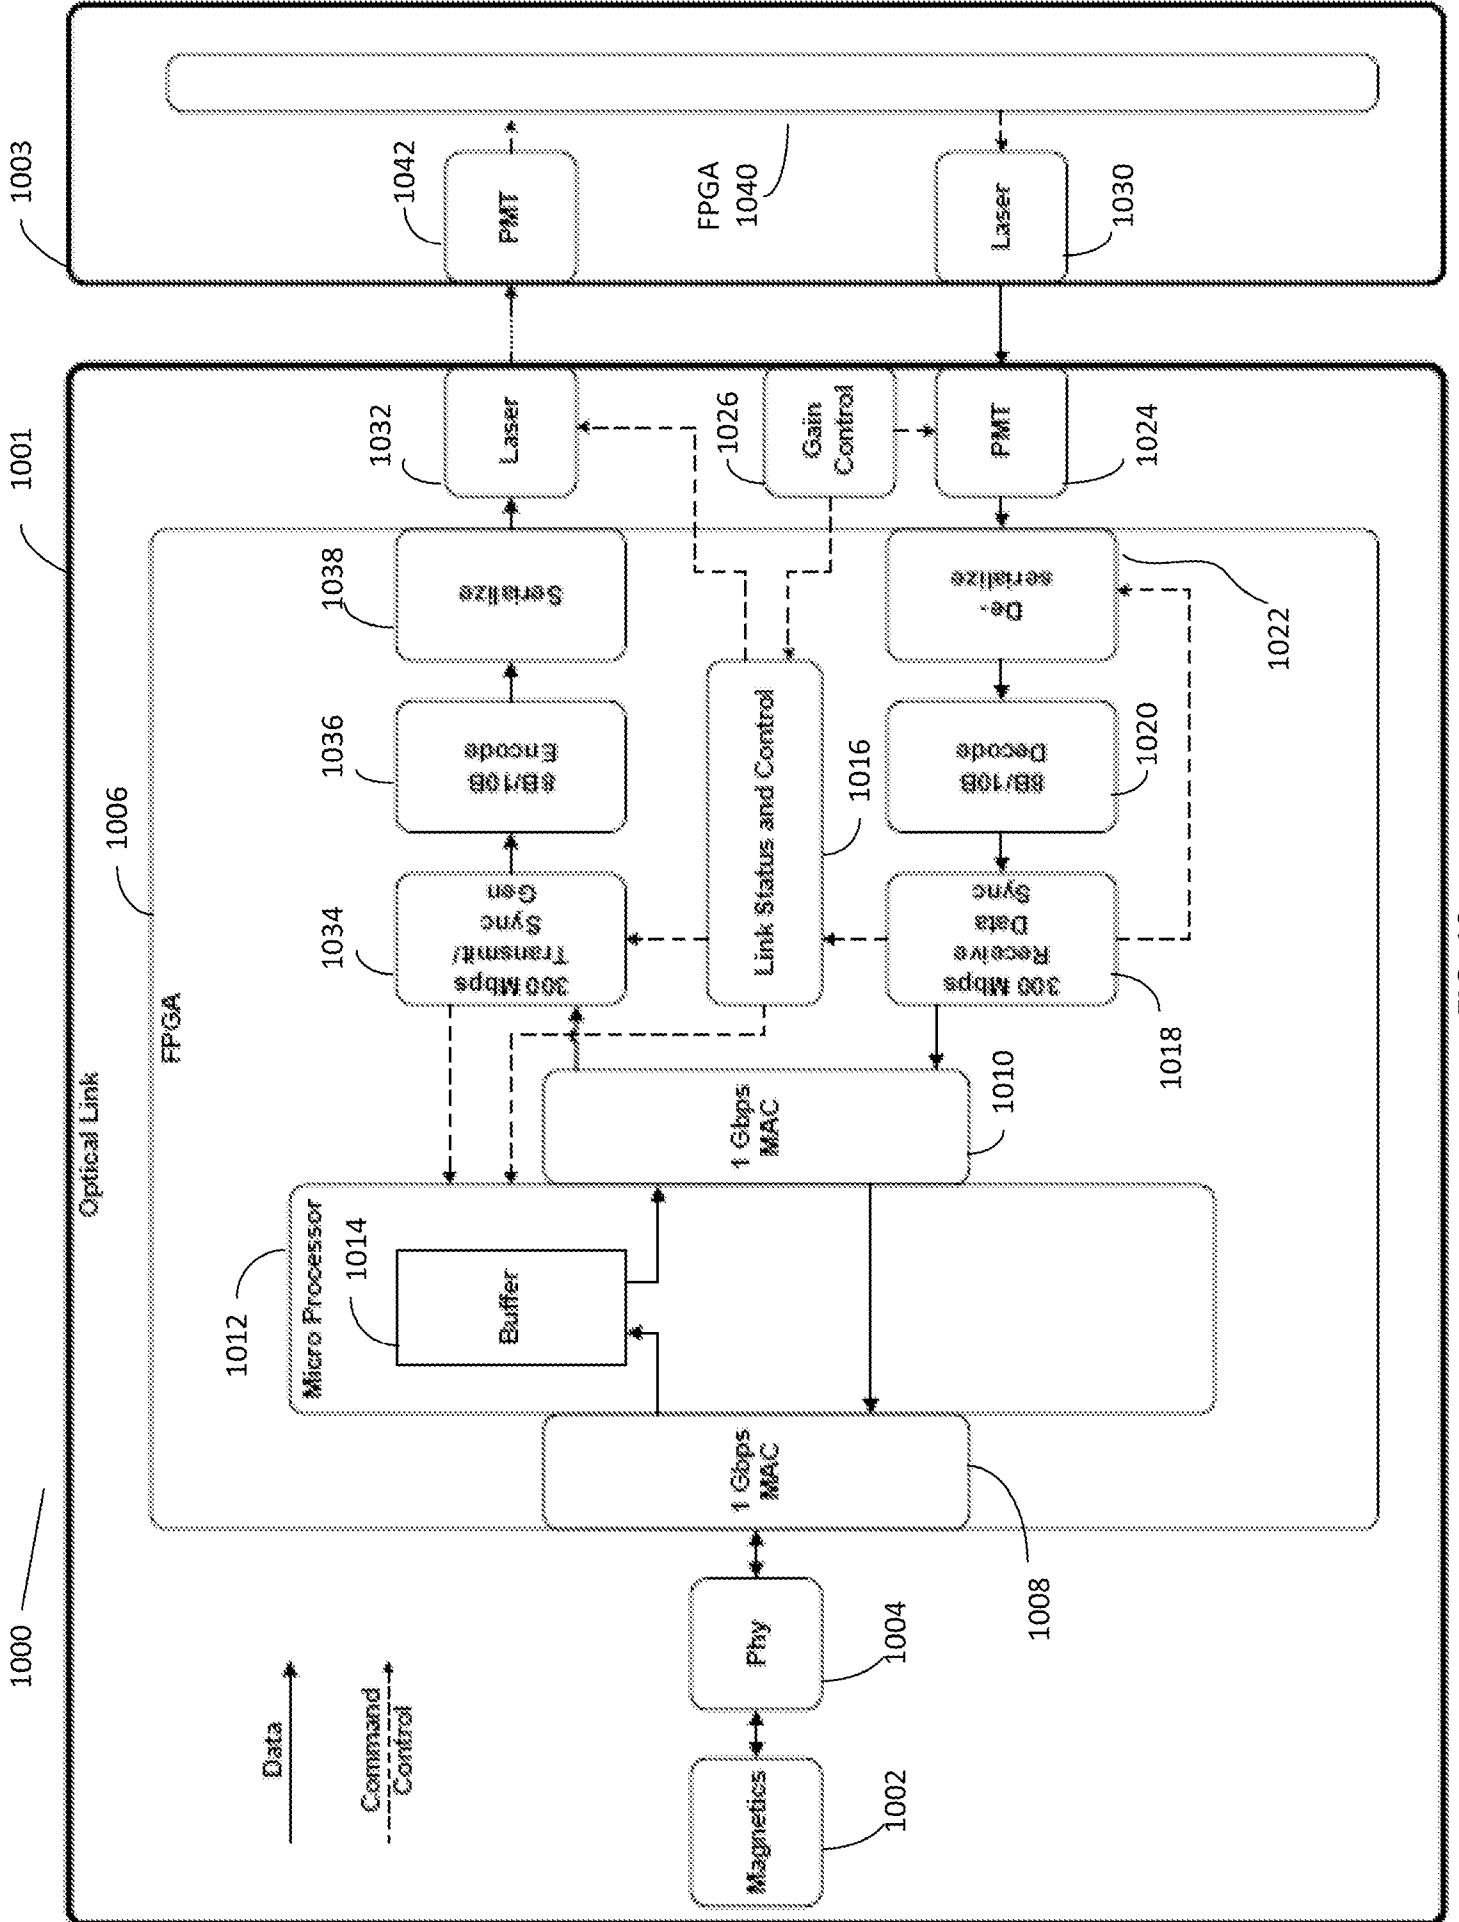 1000
1001
1003
Optical Link
1006
FPGA
Data
Command
Control
1012
Micro Processor
1014
Buffer
1034
300 Mbps
Transmit/
Sync
Gen
1036
8B/10B
Encode
1038
Serialize
1032
Laser
1042
PMT
Magnetics
1002
Phy
1004
1 Gbps
MAC
1008
1 Gbps
MAC
1010
Link Status and Control
1016
1026
Gain
Control
FPGA
1040
300 Mbps
Receive
Data
Sync
1018
8B/10B
Decode
1020
De-
serialize
1022
PMT
1024
Laser
1030